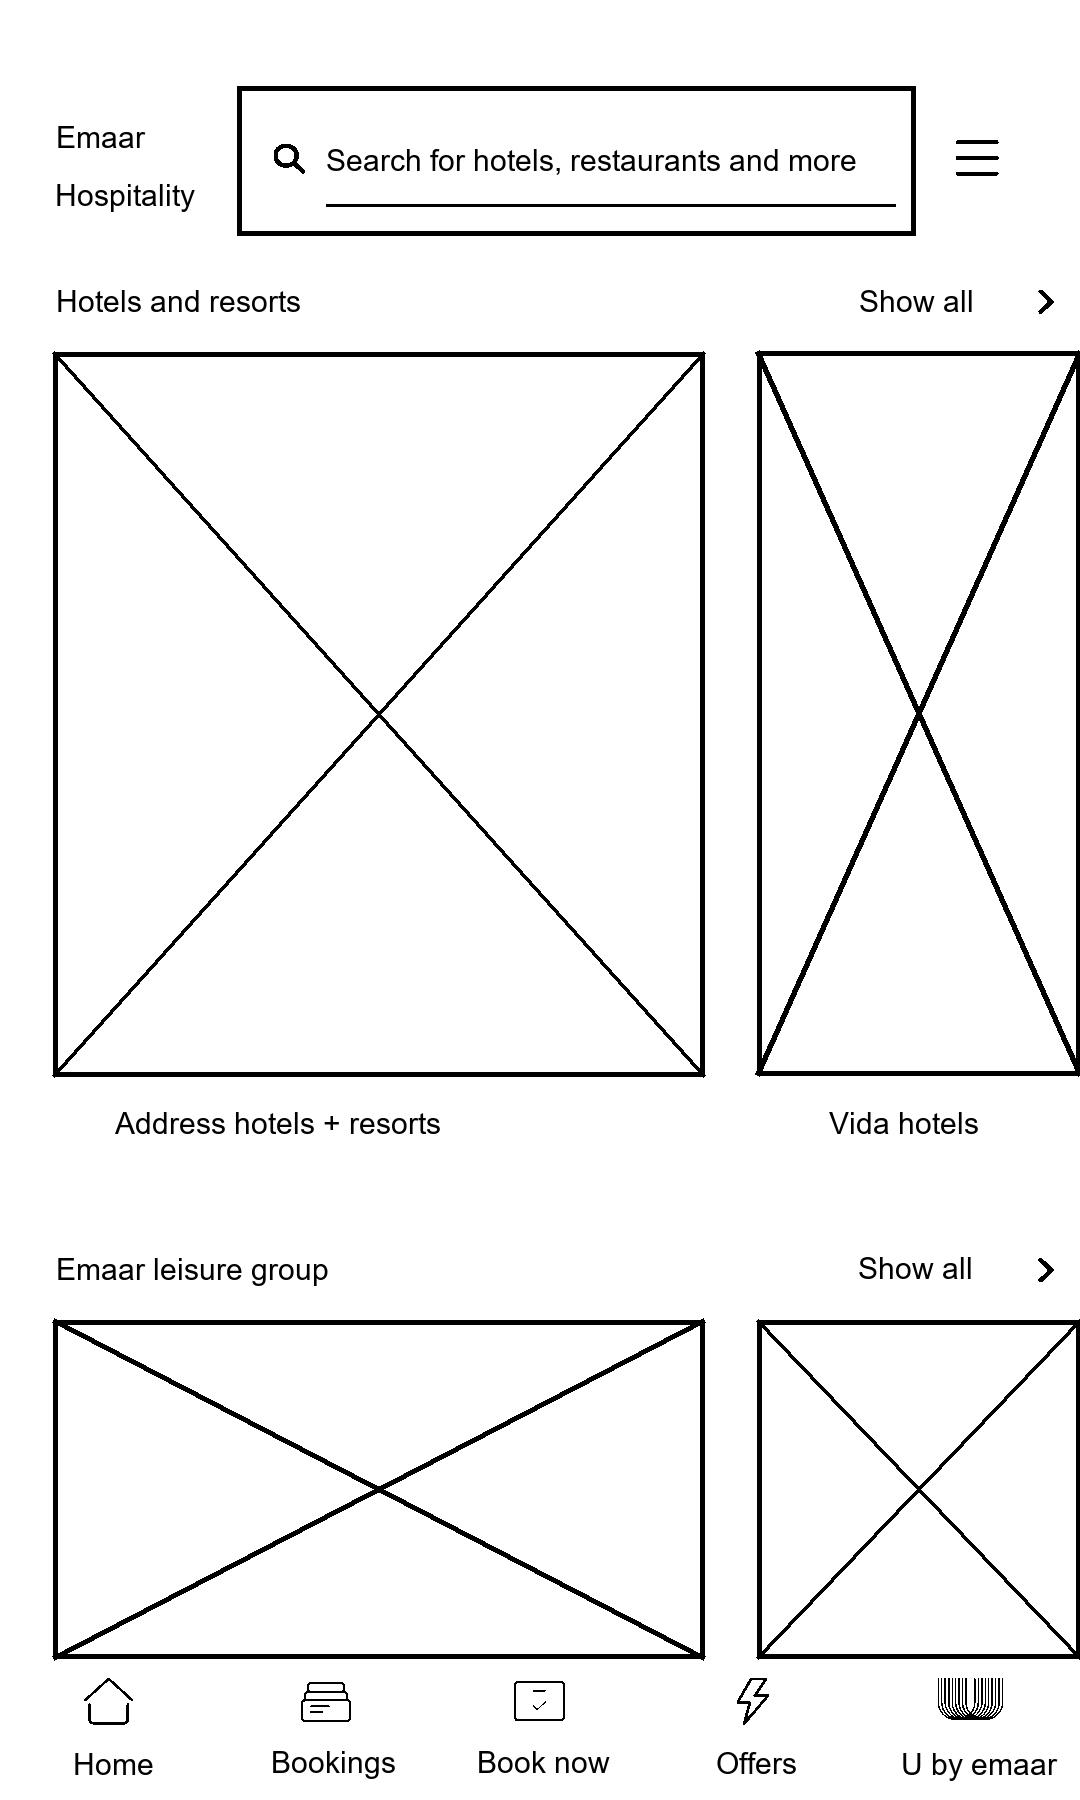 Emaar
Hospitality
Search for hotels, restaurants and more
Hotels and resorts
Show all
Address hotels + resorts
Vida hotels
Emaar leisure group
Show all
Home
Bookings
Book now
Offers
U by emaar